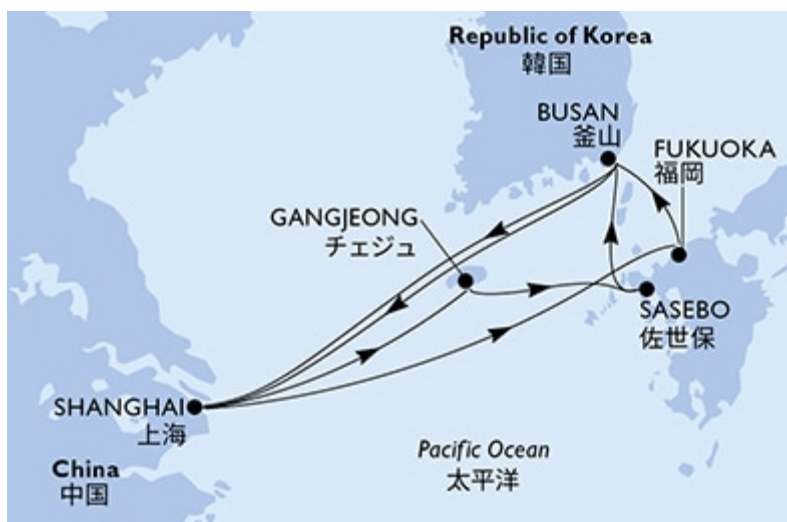 Republic of Korea
韓国
BUSAN
釜山
FUKUOKA
福岡
GANGJEONG
チェジュ
SASEBO
佐世保
SHANGHAI
上海
Pacific Ocean
太平洋
China
中国